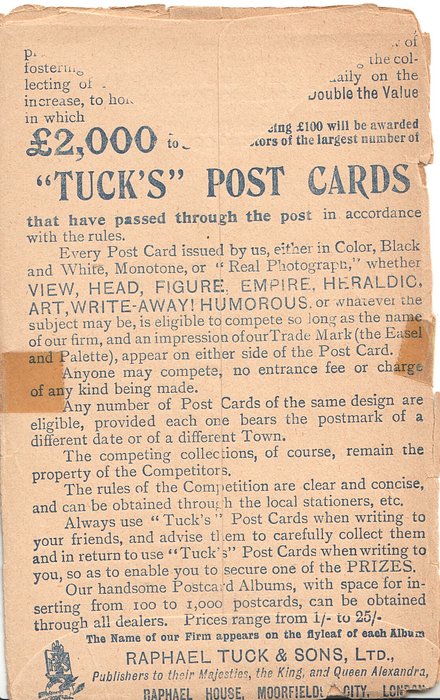 of
fostering the col-
lecting of daily on the
increase, to Double the Value
in which £100 will be awarded
£2,000 to of the largest number of
"TUCK'S" POST CARDS
that have passed through the post in accordance
with the rules.
Every Post Card issued by us, either in Color, Black
and White, Monotone, or "Real Photograph," whether
VIEW, HEAD, FIGURE, EMPIRE, HERALDIC,
ART, WRITE-AWAY! HUMOROUS, or whatever the
subject may be, is eligible to compete so long as the name
of our firm, and an impression of our Trade Mark (the Easel
and Palette), appear on either side of the Post Card.
Anyone may compete, no entrance fee or charge
of any kind being made.
Any number of Post Cards of the same design are
eligible, provided each one bears the postmark of a
different date or of a different Town.
The competing collections, of course, remain the
property of the Competitors.
The rules of the Competition are clear and concise,
and can be obtained through the local stationers, etc.
Always use "Tuck's" Post Cards when writing to
your friends, and advise them to carefully collect them
and in return to use "Tuck's" Post Cards when writing to
you, so as to enable you to secure one of the PRIZES.
Our handsome Postcard Albums, with space for in-
serting from 100 to 1,000 postcards, can be obtained
through all dealers. Prices range from 1/- to 25/-
The Name of our Firm appears on the flyleaf of each Album
RAPHAEL TUCK & SONS, LTD.,
Publishers to their Majesties, the King, and Queen Alexandra,
RAPHAEL HOUSE, MOORFIELD CITY, LONDON